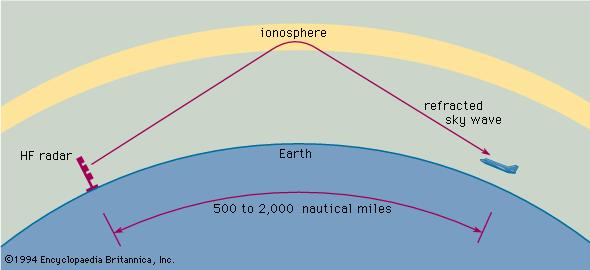 ionosphere
refracted
sky wave
HF radar
Earth
500 to 2,000 nautical miles
©1994 Encyclopaedia Britannica, Inc.